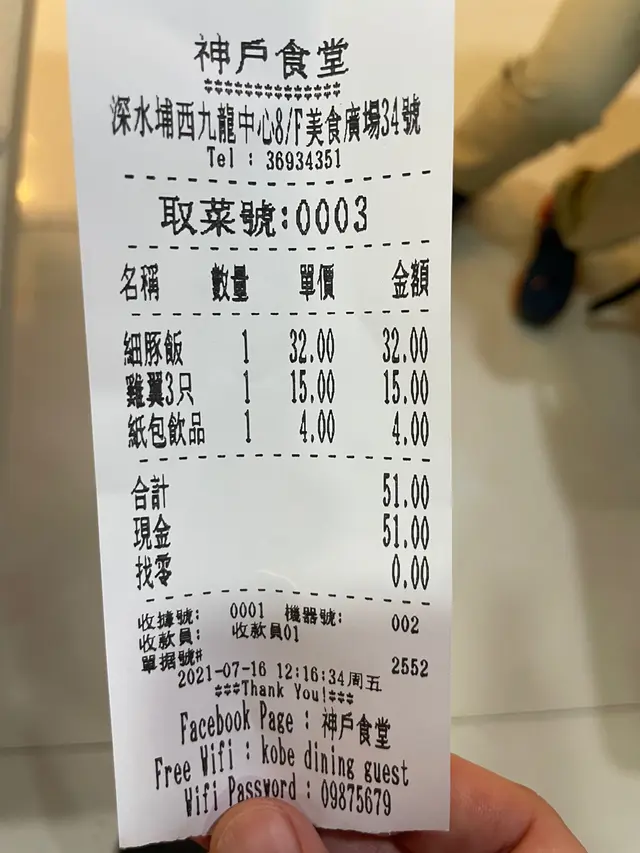 神戶食堂
*************
深水埔西九龍中心8/F美食廣場34號
Tel : 36934351
取菜號:0003
名稱 數量 單價 金額
細豚飯 1 32.00 32.00
雞翼3只 1 15.00 15.00
紙包飲品 1 4.00 4.00
合計 51.00
現金 51.00
找零 0.00
收據號: 0001 機器號: 002
收款員: 收款員01
單据號# 2552
2021-07-16 12:16:34周五
***Thank You!***
Facebook Page : 神戶食堂
Free Wifi : kobe dining guest
Wifi Password : 09875679